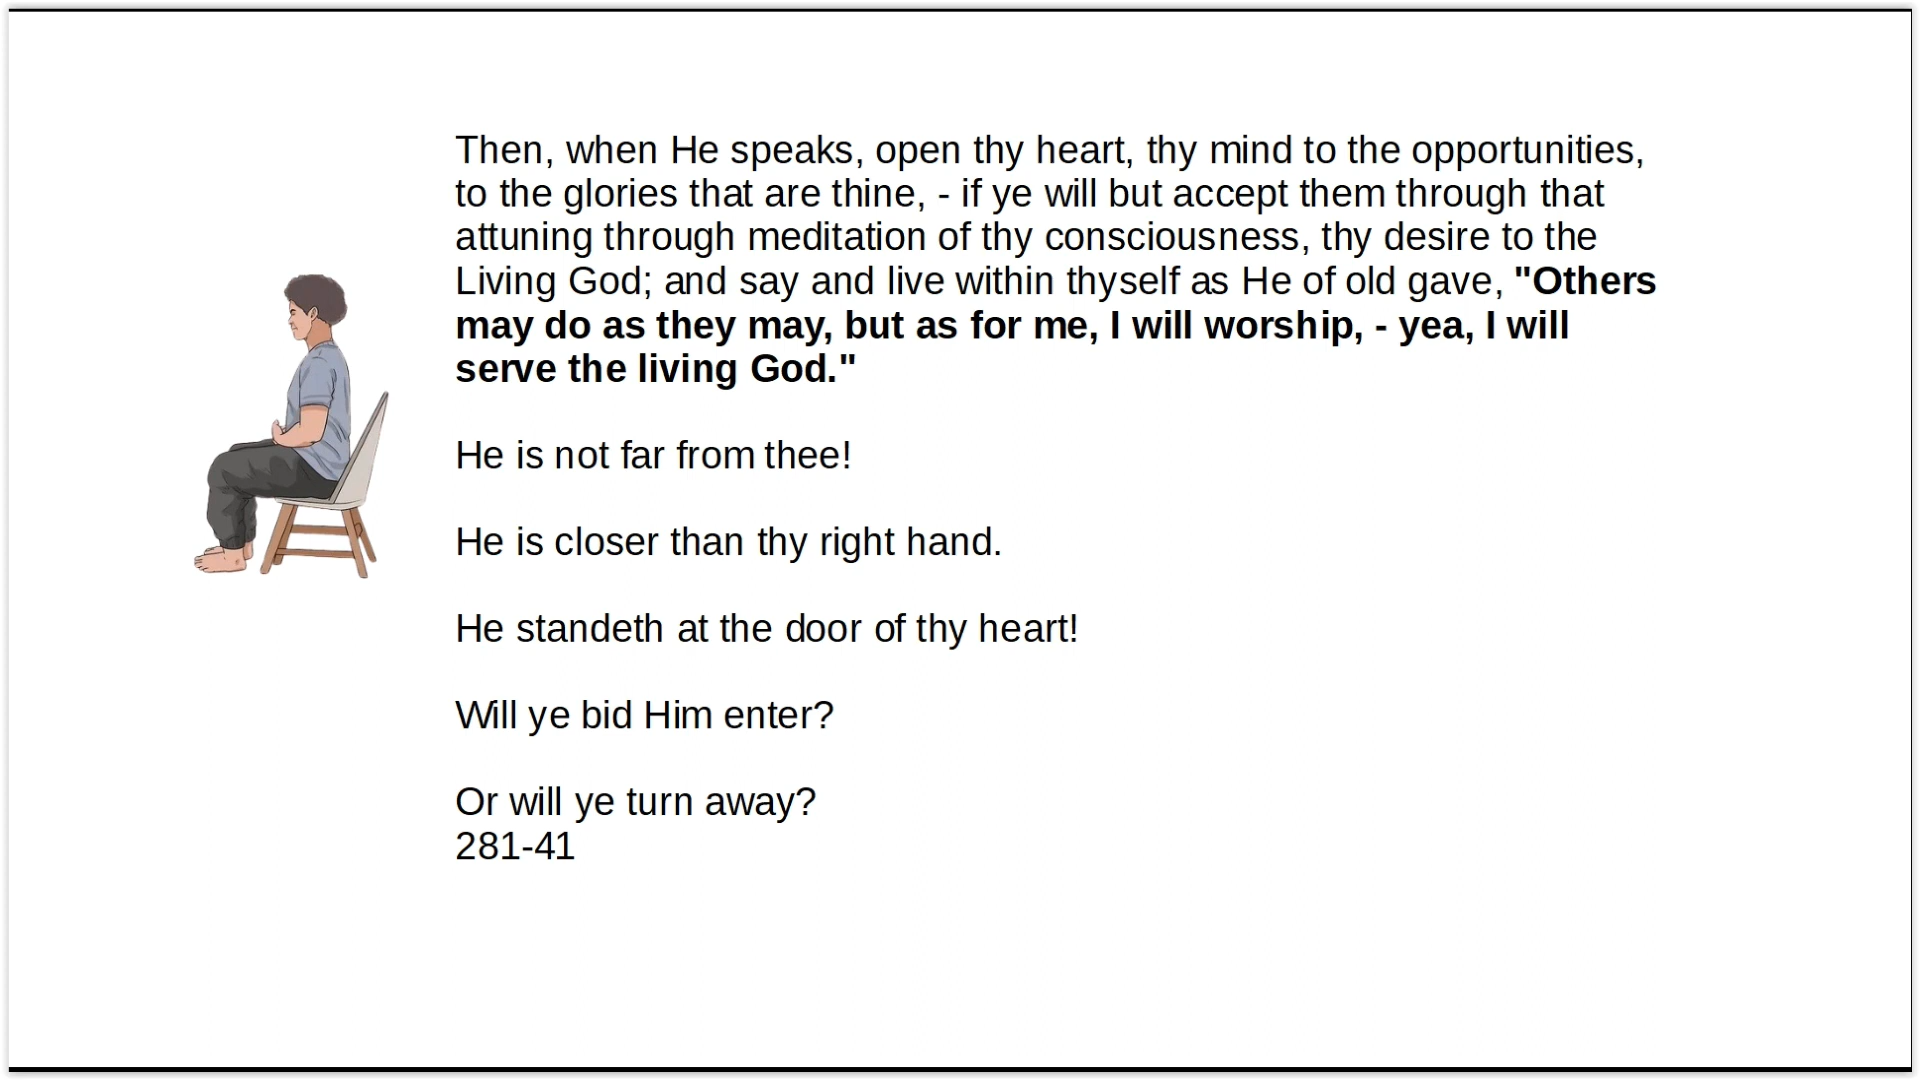 Then, when He speaks, open thy heart, thy mind to the opportunities,
to the glories that are thine, - if ye will but accept them through that
attuning through meditation of thy consciousness, thy desire to the
Living God; and say and live within thyself as He of old gave, "Others
may do as they may, but as for me, I will worship, - yea, I will
serve the living God."
He is not far from thee!
He is closer than thy right hand.
He standeth at the door of thy heart!
Will ye bid Him enter?
Or will ye turn away?
281-41